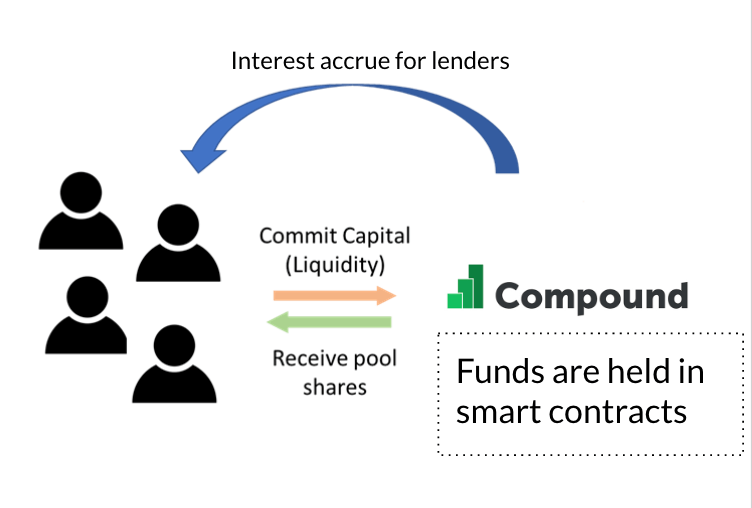 Interest accrue for lenders
Commit Capital
(Liquidity)
Compound
Receive pool
shares
Funds are held in
smart contracts